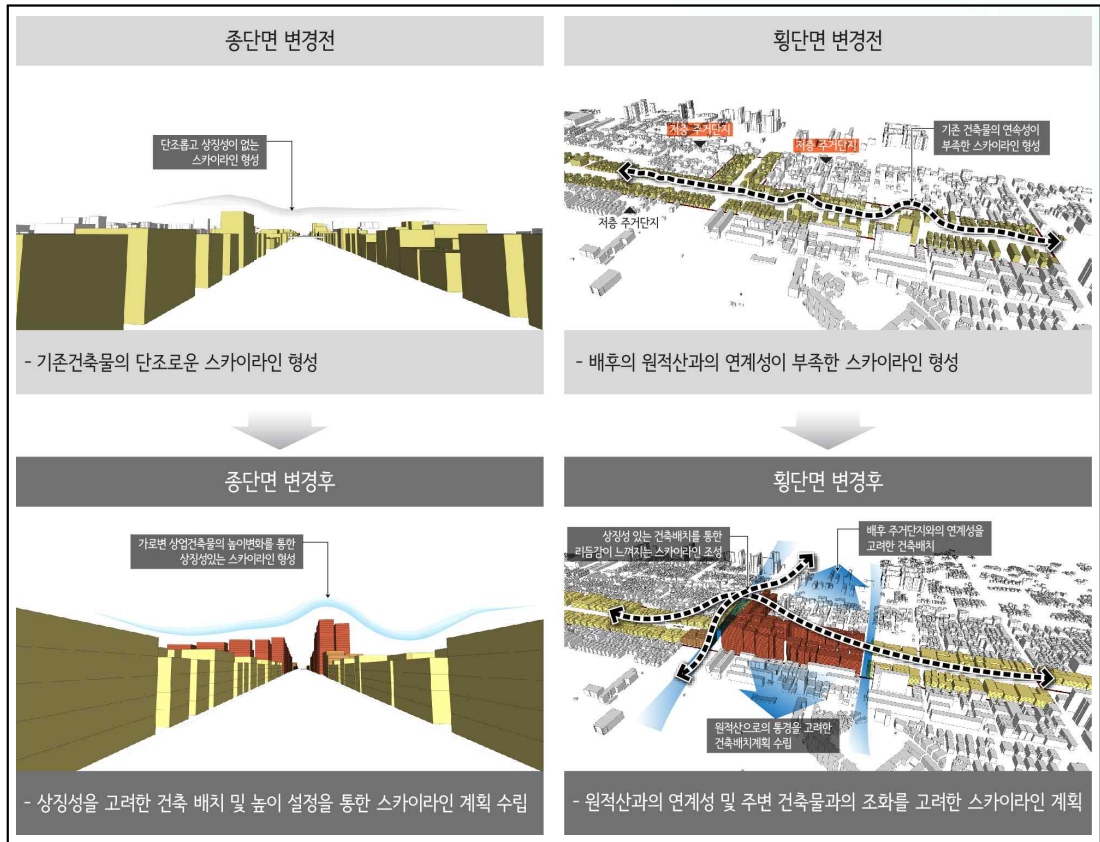 종단면 변경전
단조롭고 상징성이 없는
스카이라인 형성
- 기존건축물의 단조로운 스카이라인 형성
횡단면 변경전
저층 주거단지
저층 주거단지
기존 건축물의 연속성이
부족한 스카이라인 형성
저층 주거단지
- 배후의 원적산과의 연계성이 부족한 스카이라인 형성
종단면 변경후
가로변 상업건축물의 높이변화를 통한
상징성있는 스카이라인 형성
- 상징성을 고려한 건축 배치 및 높이 설정을 통한 스카이라인 계획 수립
횡단면 변경후
상징성 있는 건축배치를 통한
리듬감이 느껴지는 스카이라인 조성
배후 주거단지와의 연계성을
고려한 건축배치
원적산으로의 통경을 고려한
건축배치계획 수립
- 원적산과의 연계성 및 주변 건축물과의 조화를 고려한 스카이라인 계획